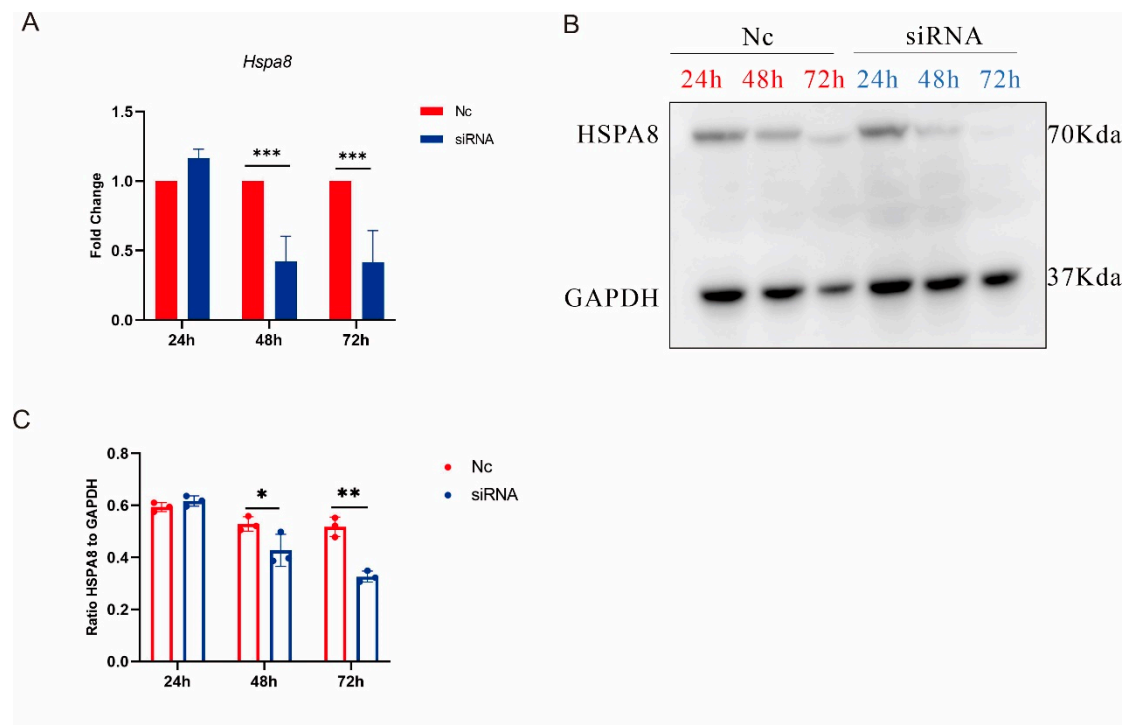 A
Hspa8
Nc
siRNA
Fold Change
1.5
1.0
0.5
0.0
***
***
24h
48h
72h
B
Nc
siRNA
24h 48h 72h 24h 48h 72h
HSPA8
70Kda
GAPDH
37Kda
C
Nc
siRNA
Ratio HSPA8 to GAPDH
0.8
0.6
0.4
0.2
0.0
*
**
24h
48h
72h